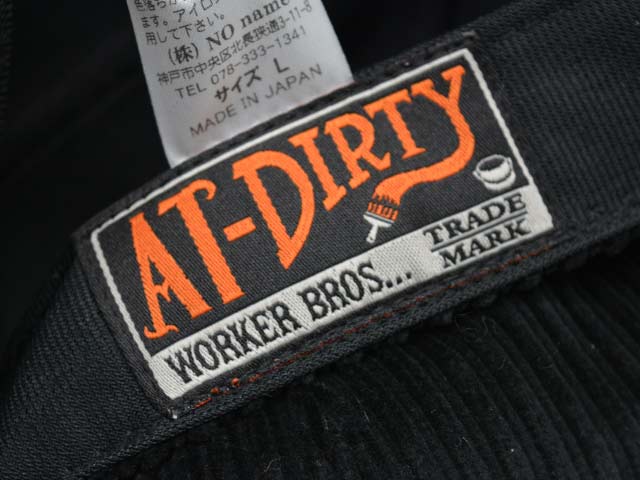 ます。アイロン
用して下さい。
(株) NO name!
神戸市中央区北長狭通3-11-8
TEL 078-333-1341
サイズ L
MADE IN JAPAN
AT-DIRTY
WORKER BROS...
TRADE
MARK